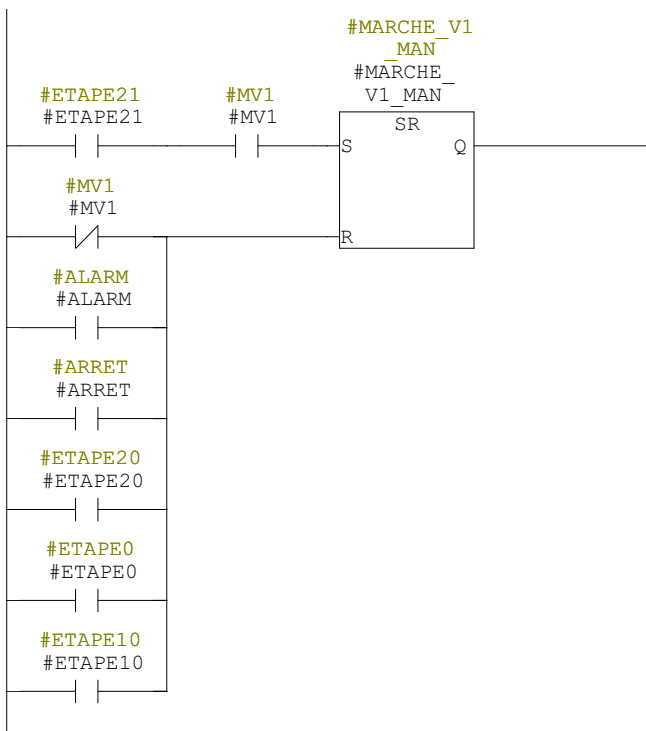 #MARCHE_V1
_MAN
#MARCHE_
V1_MAN
#ETAPE21
#ETAPE21
#MV1
#MV1
SR
S
Q
#MV1
#MV1
R
#ALARM
#ALARM
#ARRET
#ARRET
#ETAPE20
#ETAPE20
#ETAPE0
#ETAPE0
#ETAPE10
#ETAPE10